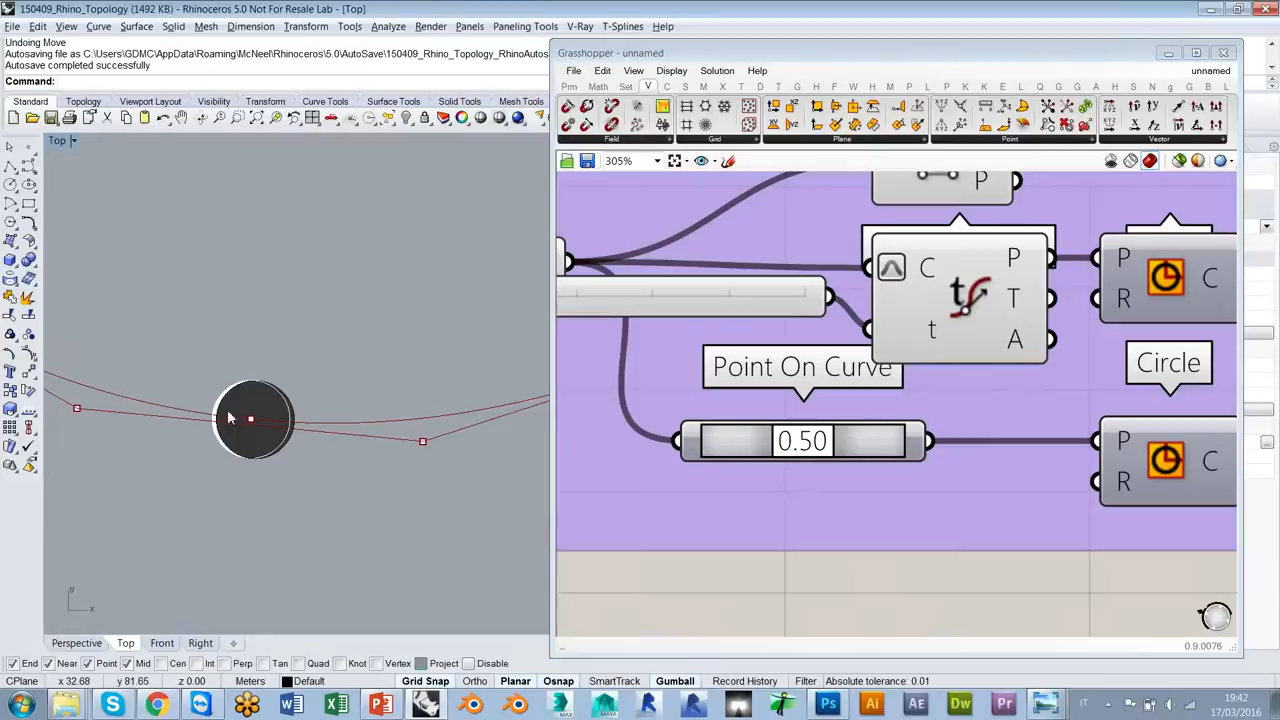 150409_Rhino_Topology (1492 KB) - Rhinoceros 5.0 Not For Resale Lab - [Top]
File Edit View Curve Surface Solid Mesh Dimension Transform Tools Analyze Render Panels Paneling Tools V-Ray T-Splines Help
Undoing Move
Autosaving file as C:\Users\GDMC\AppData\Roaming\McNeel\Rhinoceros\5.0\AutoSave\150409_Rhino_Topology_RhinoAutos
Autosave completed successfully
Command:
Standard Topology Viewport Layout Visibility Transform Curve Tools Surface Tools Solid Tools Mesh Tools
Top
Grasshopper - unnamed
File Edit View Display Solution Help unnamed
Prm Math Set V C S M X T D T W E K H M A F P L K P L N g B L
Field Grid Plane Point Vector
305%
P
C P P
T R C
t A
Point On Curve Circle
0.50 P
R C
0.9.0076
y
x
Perspective Top Front Right
End Near Point Mid Cen Int Perp Tan Quad Knot Vertex Project Disable
CPlane x 32.68 y 81.65 z 0.00 Meters Default Grid Snap Ortho Planar Osnap SmartTrack Gumball Record History Filter Absolute tolerance: 0.01
IT 19:42
17/03/2016